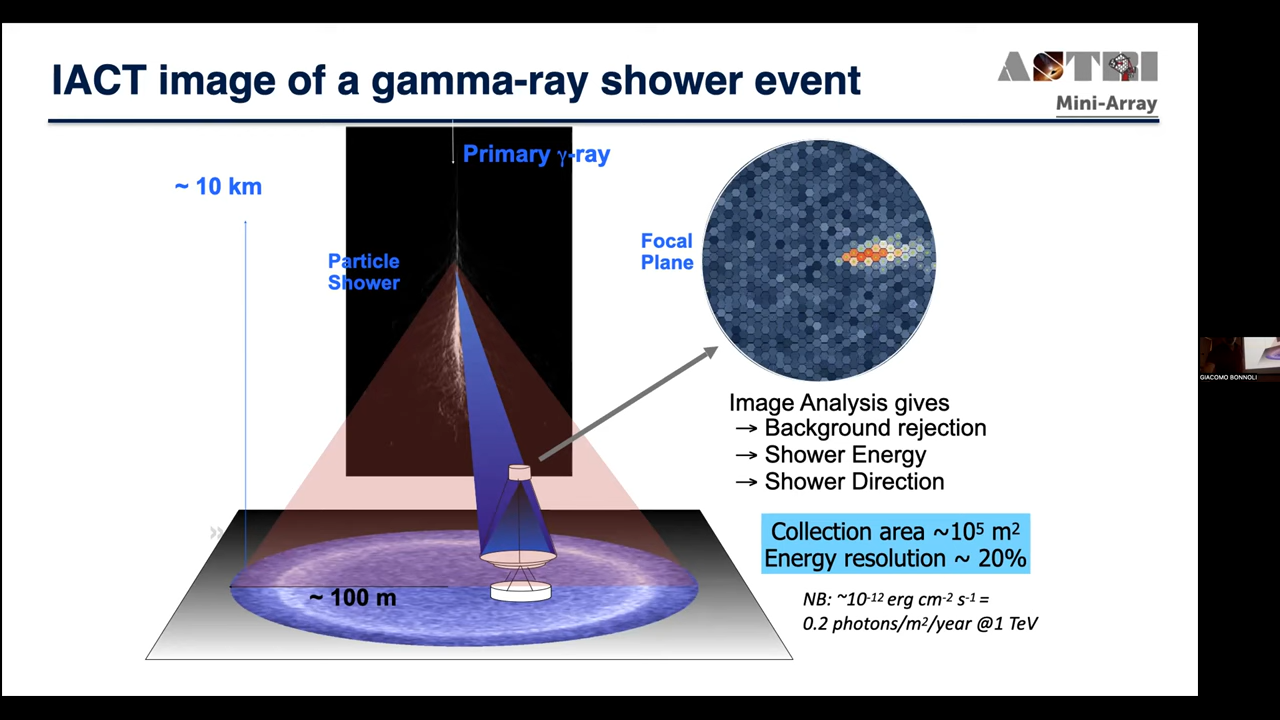 IACT image of a gamma-ray shower event
ASTRI
Mini-Array
Primary γ-ray
~ 10 km
Particle
Shower
Focal
Plane
Image Analysis gives
→ Background rejection
→ Shower Energy
→ Shower Direction
»
Collection area ~10⁵ m²
Energy resolution ~ 20%
~ 100 m
NB: ~10⁻¹² erg cm⁻² s⁻¹ =
0.2 photons/m²/year @1 TeV
GIACOMO BONNOLI